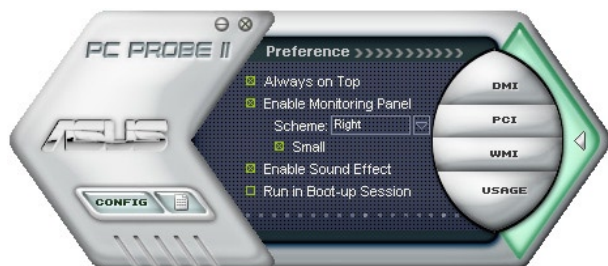 PC PROBE II
ASUS
CONFIG
Preference >>>>>>>>>>>
Always on Top
Enable Monitoring Panel
Scheme: Right
Small
Enable Sound Effect
Run in Boot-up Session
DMI
PCI
WMI
USAGE